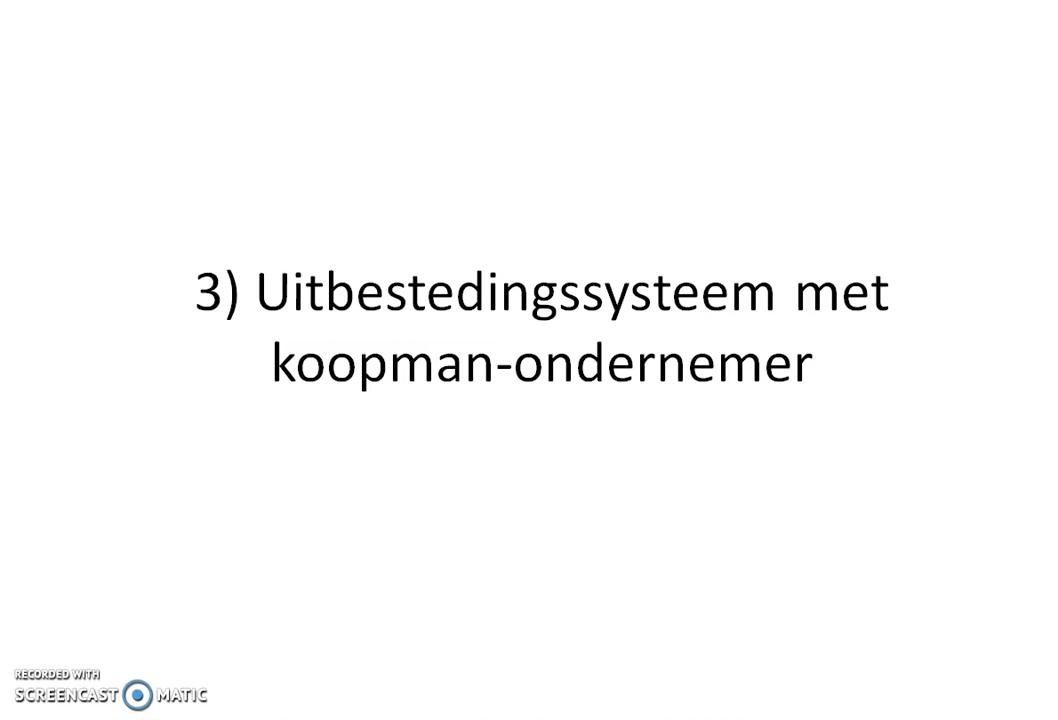 3) Uitbestedingssysteem met
koopman-ondernemer
RECORDED WITH
SCREENCAST MATIC